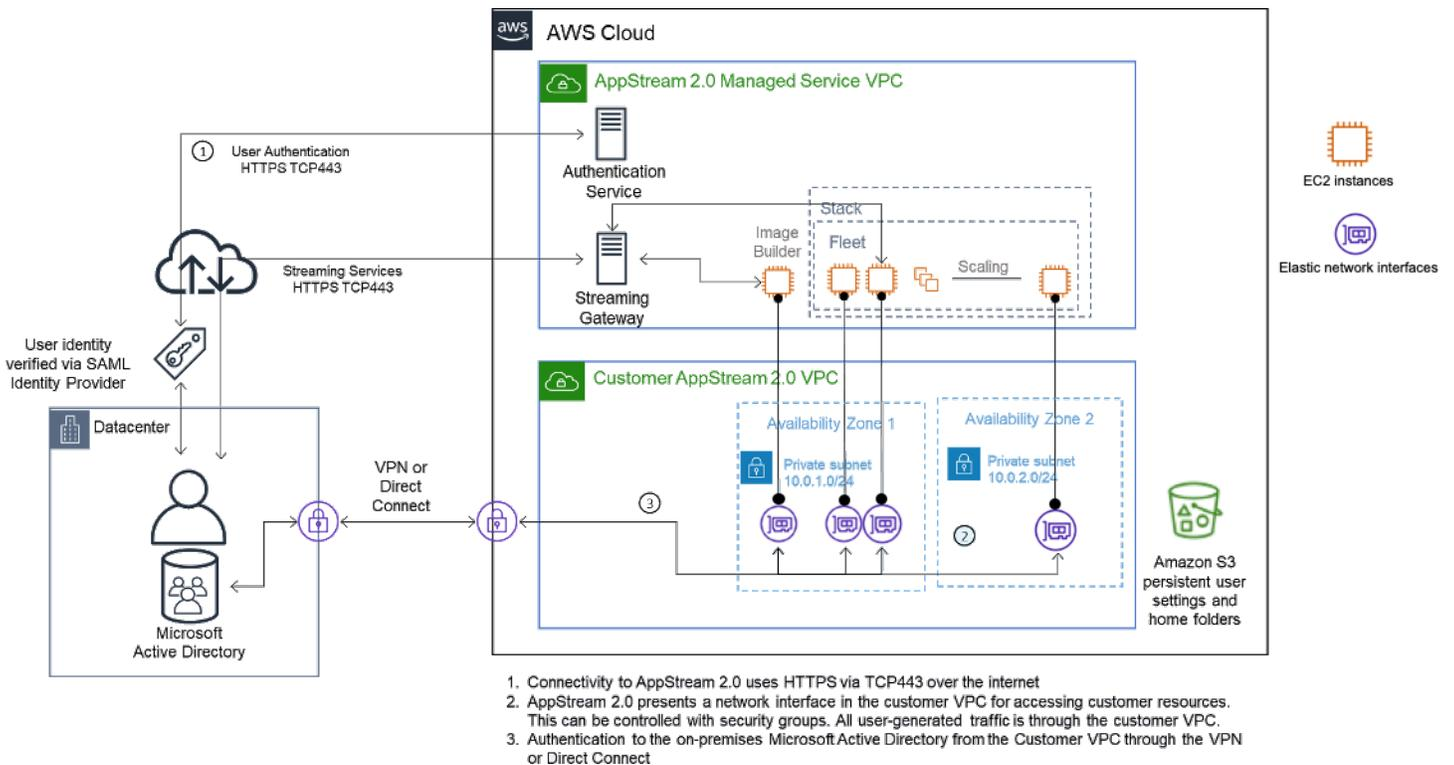 aws
AWS Cloud
AppStream 2.0 Managed Service VPC
1
User Authentication
HTTPS TCP443
Authentication
Service
Stack
Image
Builder
Fleet
Scaling
Streaming Services
HTTPS TCP443
Streaming
Gateway
EC2 instances
Elastic network interfaces
User identity
verified via SAML
Identity Provider
Customer AppStream 2.0 VPC
Datacenter
Availability Zone 1
Availability Zone 2
Private subnet
10.0.1.0/24
Private subnet
10.0.2.0/24
VPN or
Direct
Connect
3
2
Microsoft
Active Directory
Amazon S3
persistent user
settings and
home folders
1. Connectivity to AppStream 2.0 uses HTTPS via TCP443 over the internet
2. AppStream 2.0 presents a network interface in the customer VPC for accessing customer resources.
This can be controlled with security groups. All user-generated traffic is through the customer VPC.
3. Authentication to the on-premises Microsoft Active Directory from the Customer VPC through the VPN
or Direct Connect